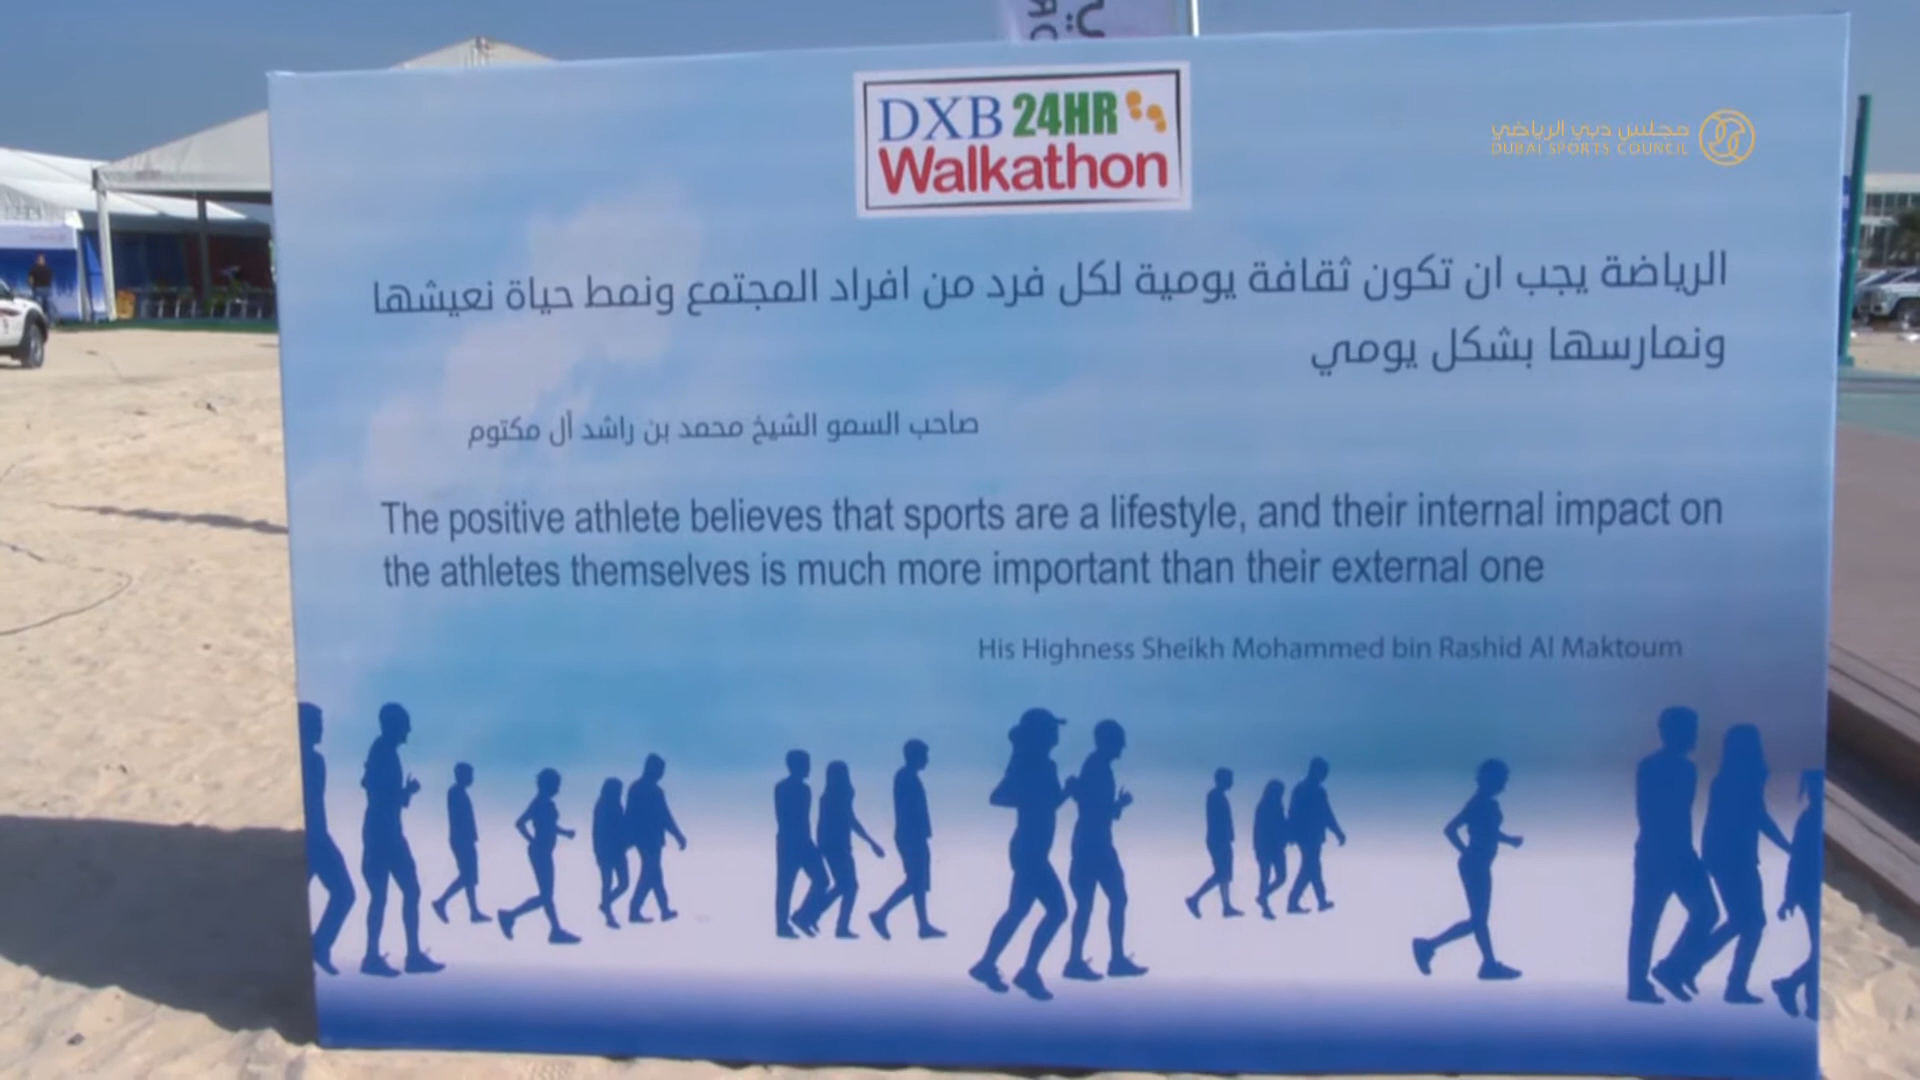 DXB 24HR
Walkathon
مجلس دبي الرياضي
DUBAI SPORTS COUNCIL
الرياضة يجب ان تكون ثقافة يومية لكل فرد من افراد المجتمع ونمط حياة نعيشها
ونمارسها بشكل يومي
صاحب السمو الشيخ محمد بن راشد آل مكتوم
The positive athlete believes that sports are a lifestyle, and their internal impact on
the athletes themselves is much more important than their external one
His Highness Sheikh Mohammed bin Rashid Al Maktoum